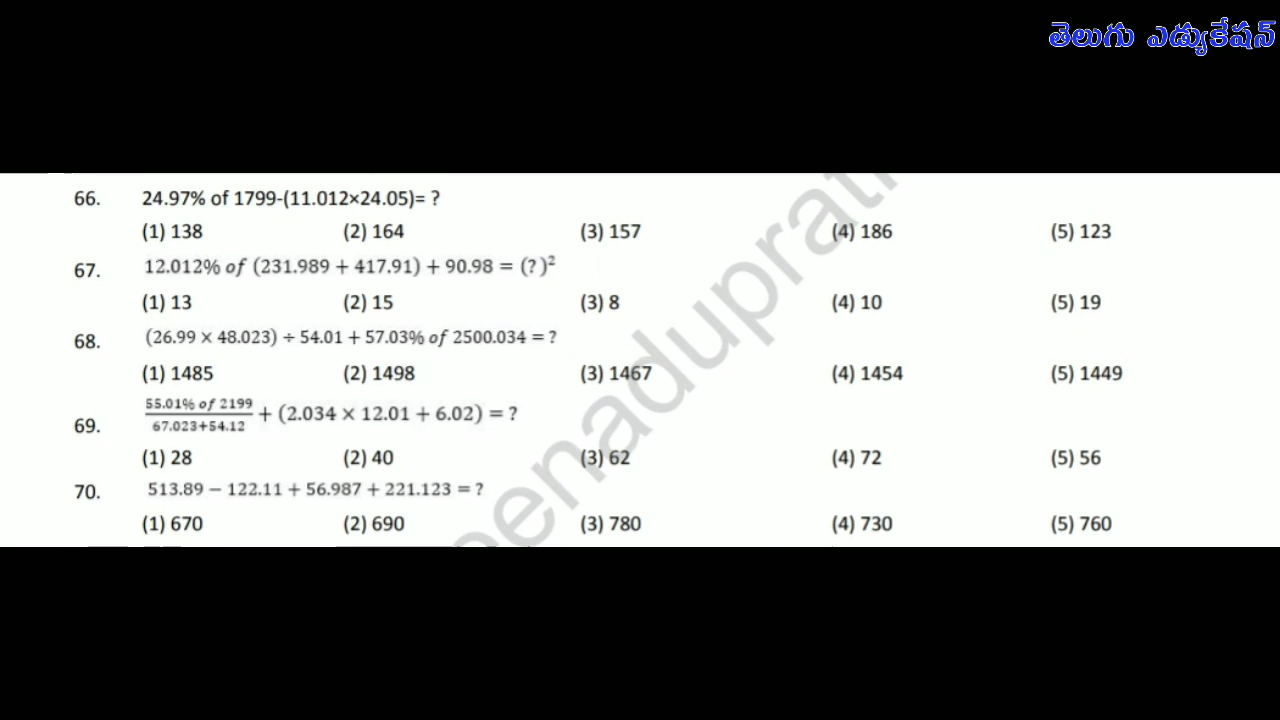 తెలుగు ఎడ్యుకేషన్
66. 24.97% of 1799-(11.012×24.05)= ?
(1) 138 (2) 164 (3) 157 (4) 186 (5) 123
67. 12.012% of (231.989 + 417.91) + 90.98 = (?)²
(1) 13 (2) 15 (3) 8 (4) 10 (5) 19
68. (26.99 × 48.023) ÷ 54.01 + 57.03% of 2500.034 = ?
(1) 1485 (2) 1498 (3) 1467 (4) 1454 (5) 1449
55.01% of 2199
69. 67.023+54.12 + (2.034 × 12.01 + 6.02) = ?
(1) 28 (2) 40 (3) 62 (4) 72 (5) 56
70. 513.89 − 122.11 + 56.987 + 221.123 = ?
(1) 670 (2) 690 (3) 780 (4) 730 (5) 760